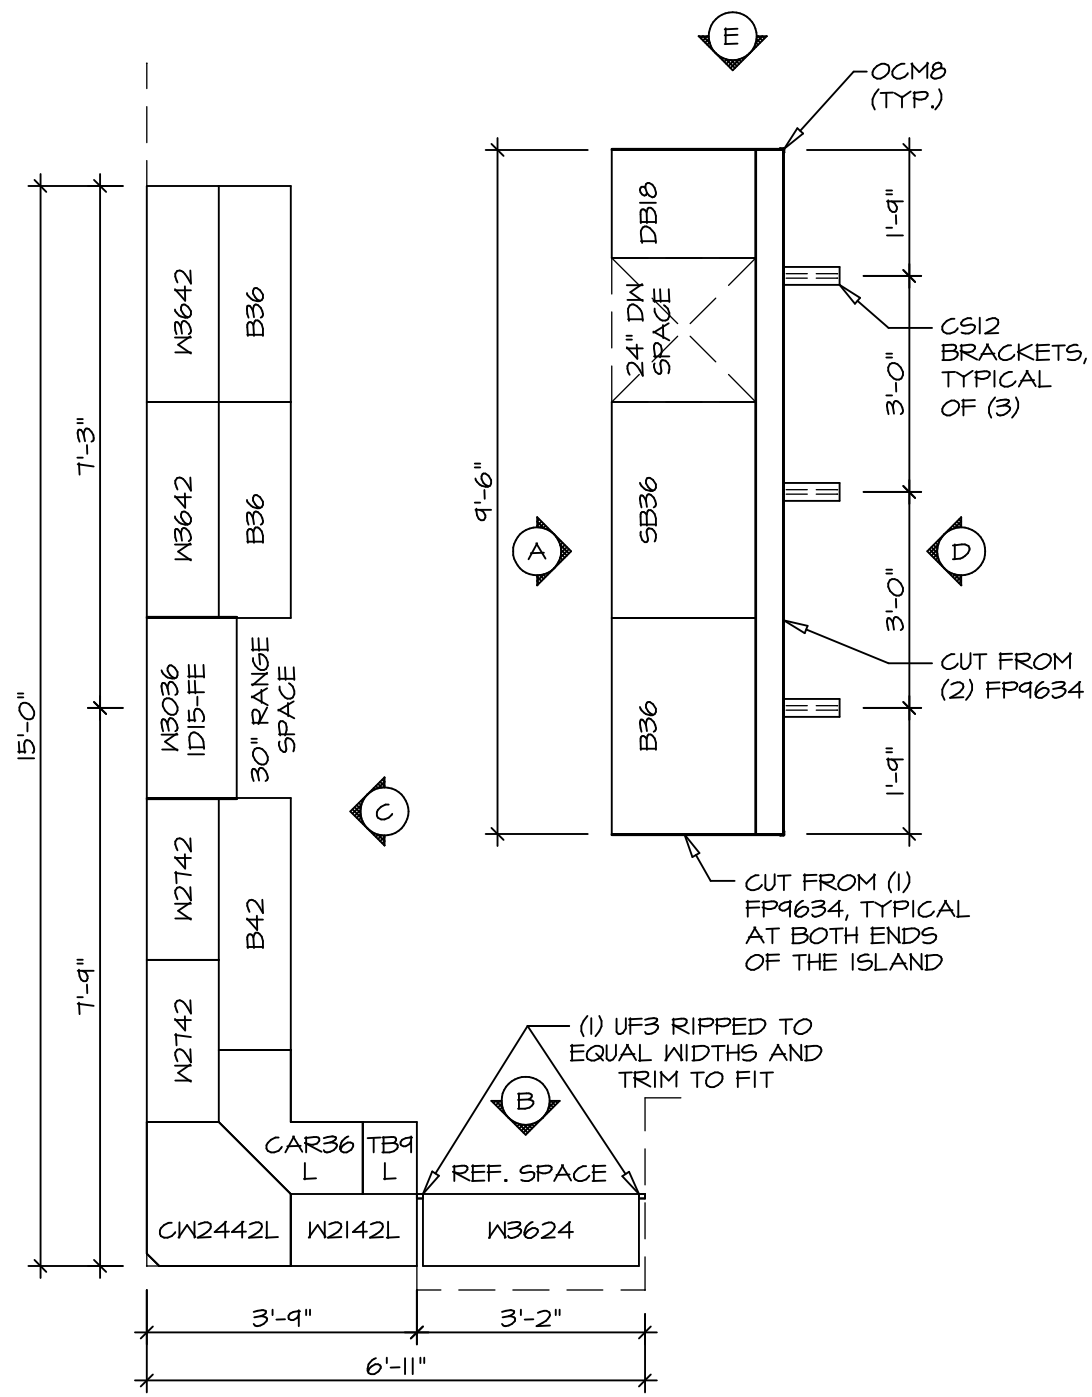 E
OCM8
(TYP.)
DB18
1'-9"
24" DW
SPACE
CS12
BRACKETS,
TYPICAL
OF (3)
3'-0"
W3642
B36
7'-3"
9'-6"
W3642
B36
SB36
A
D
3'-0"
15'-0"
W3036
1D15-FE
30" RANGE
SPACE
CUT FROM
(2) FP9634
B36
1'-9"
C
W2742
B42
CUT FROM (1)
FP9634, TYPICAL
AT BOTH ENDS
OF THE ISLAND
7'-9"
W2742
(1) UF3 RIPPED TO
EQUAL WIDTHS AND
TRIM TO FIT
B
CAR36
L
TB9
L
REF. SPACE
CW2442L
W2142L
W3624
3'-9"
3'-2"
6'-11"